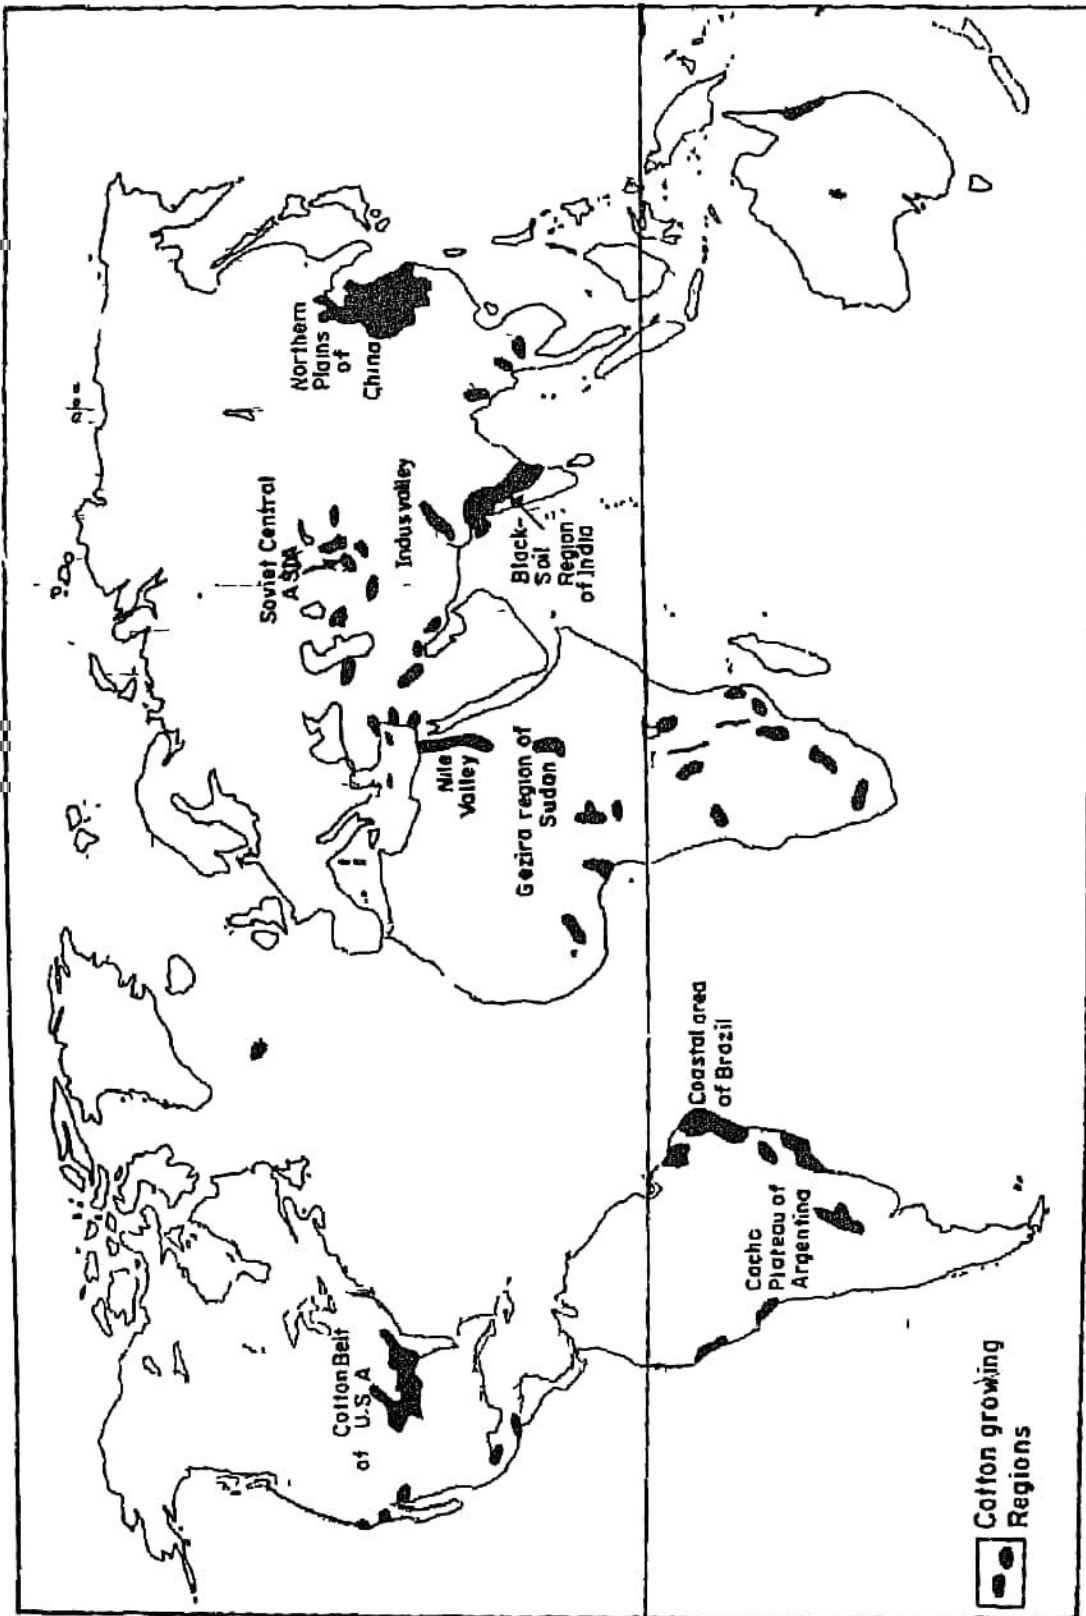 Cotton Belt
of U.S.A
Cacho
Plateau of
Argentina
Coastal area
of Brazil
Gezira region of
Sudan
Nile
Valley
Soviet Central
ASDA
Indus valley
Black-
Soil
Region
of India
Northern
Plains
of
China
Cotton growing
Regions